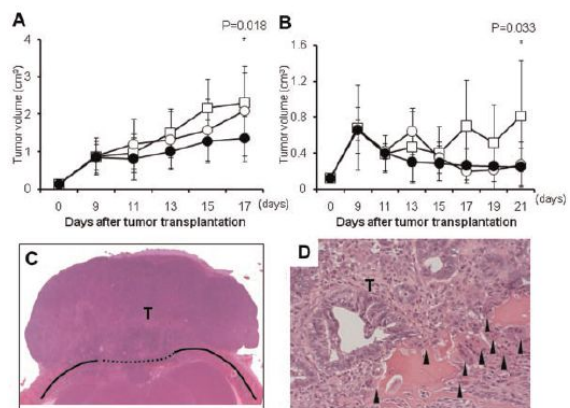 A
P=0.018
Tumor volume (cm³)
4
3
2
1
0
0 9 11 13 15 17 (days)
Days after tumor transplantation
B
P=0.033
Tumor volume (cm³)
1.6
1.2
0.8
0.4
0
0 9 11 13 15 17 19 21 (days)
Days after tumor transplantation
C
T
D
T